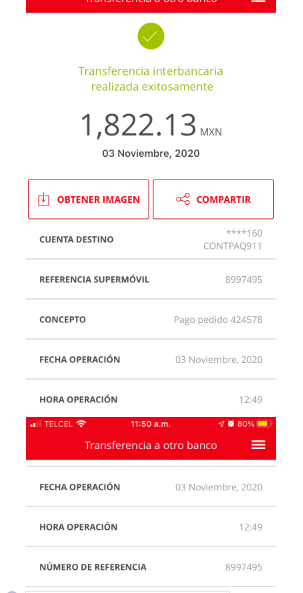 Transferencia a otro banco
Transferencia interbancaria
realizada exitosamente
1,822.13 MXN
03 Noviembre, 2020
OBTENER IMAGEN
COMPARTIR
CUENTA DESTINO
****160
CONTPAQ911
REFERENCIA SUPERMÓVIL 8997495
CONCEPTO Pago pedido 424578
FECHA OPERACIÓN 03 Noviembre, 2020
HORA OPERACIÓN 12:49
TELCEL 11:50 a.m. 80%
Transferencia a otro banco
FECHA OPERACIÓN 03 Noviembre, 2020
HORA OPERACIÓN 12:49
NÚMERO DE REFERENCIA 8997495